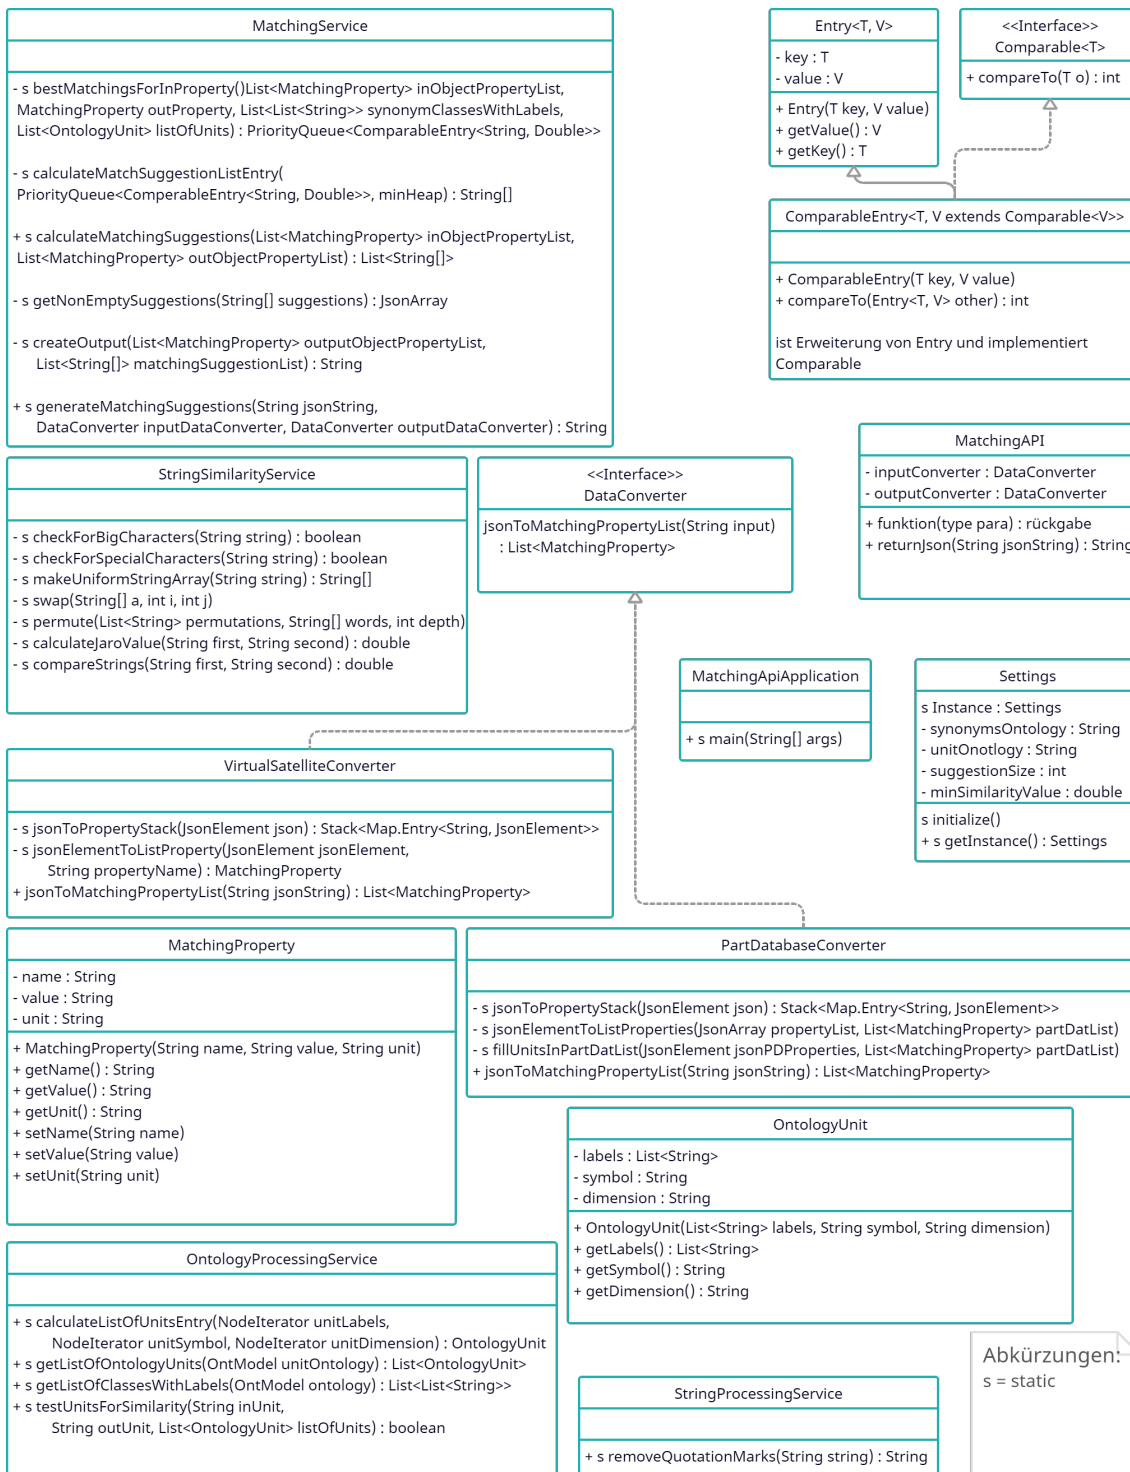 MatchingService
- s bestMatchingsForInProperty()List<MatchingProperty> inObjectPropertyList,
MatchingProperty outProperty, List<List<String>> synonymClassesWithLabels,
List<OntologyUnit> listOfUnits) : PriorityQueue<ComparableEntry<String, Double>>
- s calculateMatchSuggestionListEntry(
PriorityQueue<ComperableEntry<String, Double>>, minHeap) : String[]
+ s calculateMatchingSuggestions(List<MatchingProperty> inObjectPropertyList,
List<MatchingProperty> outObjectPropertyList) : List<String[]>
- s getNonEmptySuggestions(String[] suggestions) : JsonArray
- s createOutput(List<MatchingProperty> outputObjectPropertyList,
List<String[]> matchingSuggestionList) : String
+ s generateMatchingSuggestions(String jsonString,
DataConverter inputDataConverter, DataConverter outputDataConverter) : String
Entry<T, V>
- key : T
- value : V
+ Entry(T key, V value)
+ getValue() : V
+ getKey() : T
<<Interface>>
Comparable<T>
+ compareTo(T o) : int
ComparableEntry<T, V extends Comparable<V>>
+ ComparableEntry(T key, V value)
+ compareTo(Entry<T, V> other) : int
ist Erweiterung von Entry und implementiert
Comparable
StringSimilarityService
- s checkForBigCharacters(String string) : boolean
- s checkForSpecialCharacters(String string) : boolean
- s makeUniformStringArray(String string) : String[]
- s swap(String[] a, int i, int j)
- s permute(List<String> permutations, String[] words, int depth)
- s calculateJaroValue(String first, String second) : double
- s compareStrings(String first, String second) : double
<<Interface>>
DataConverter
jsonToMatchingPropertyList(String input)
: List<MatchingProperty>
MatchingAPI
- inputConverter : DataConverter
- outputConverter : DataConverter
+ funktion(type para) : rückgabe
+ returnJson(String jsonString) : String
MatchingApiApplication
+ s main(String[] args)
Settings
s Instance : Settings
- synonymsOntology : String
- unitOnotlogy : String
- suggestionSize : int
- minSimilarityValue : double
s initialize()
+ s getInstance() : Settings
VirtualSatelliteConverter
- s jsonToPropertyStack(JsonElement json) : Stack<Map.Entry<String, JsonElement>>
- s jsonElementToListProperty(JsonElement jsonElement,
String propertyName) : MatchingProperty
+ jsonToMatchingPropertyList(String jsonString) : List<MatchingProperty>
MatchingProperty
- name : String
- value : String
- unit : String
+ MatchingProperty(String name, String value, String unit)
+ getName() : String
+ getValue() : String
+ getUnit() : String
+ setName(String name)
+ setValue(String value)
+ setUnit(String unit)
PartDatabaseConverter
- s jsonToPropertyStack(JsonElement json) : Stack<Map.Entry<String, JsonElement>>
- s jsonElementToListProperties(JsonArray propertyList, List<MatchingProperty> partDatList)
- s fillUnitsInPartDatList(JsonElement jsonPDProperties, List<MatchingProperty> partDatList)
+ jsonToMatchingPropertyList(String jsonString) : List<MatchingProperty>
OntologyUnit
- labels : List<String>
- symbol : String
- dimension : String
+ OntologyUnit(List<String> labels, String symbol, String dimension)
+ getLabels() : List<String>
+ getSymbol() : String
+ getDimension() : String
OntologyProcessingService
+ s calculateListOfUnitsEntry(NodeIterator unitLabels,
NodeIterator unitSymbol, NodeIterator unitDimension) : OntologyUnit
+ s getListOfOntologyUnits(OntModel unitOntology) : List<OntologyUnit>
+ s getListOfClassesWithLabels(OntModel ontology) : List<List<String>>
+ s testUnitsForSimilarity(String inUnit,
String outUnit, List<OntologyUnit> listOfUnits) : boolean
StringProcessingService
+ s removeQuotationMarks(String string) : String
Abkürzungen:
s = static